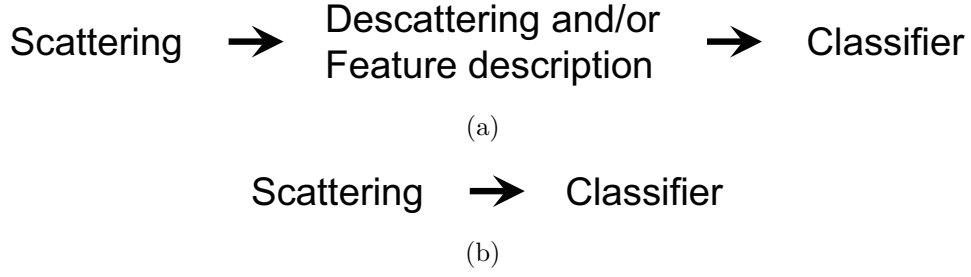 Scattering → Descattering and/or
Feature description → Classifier
(a)
Scattering → Classifier
(b)